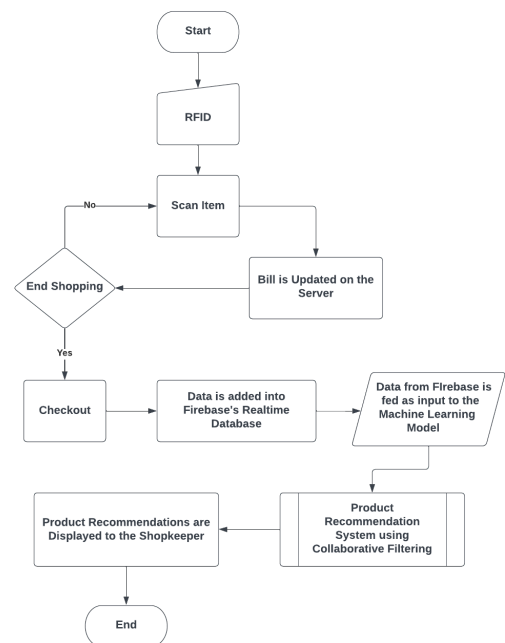 Start
RFID
Scan Item
No
Bill is Updated on the
Server
End Shopping
Yes
Checkout
Data is added into
Firebase's Realtime
Database
Data from FIrebase is
fed as input to the
Machine Learning
Model
Product
Recommendation
System using
Collaborative Filtering
Product Recommendations are
Displayed to the Shopkeeper
End